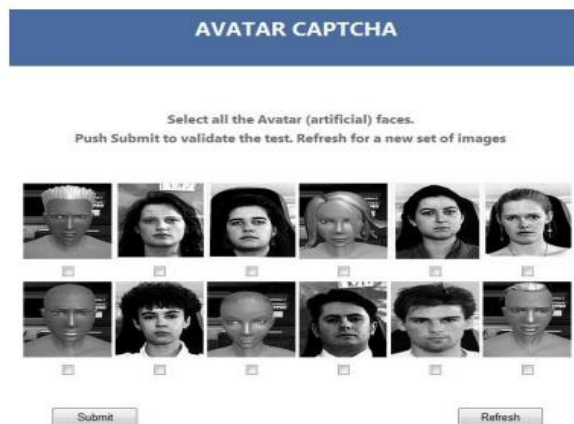 AVATAR CAPTCHA
Select all the Avatar (artificial) faces.
Push Submit to validate the test. Refresh for a new set of images
Submit
Refresh